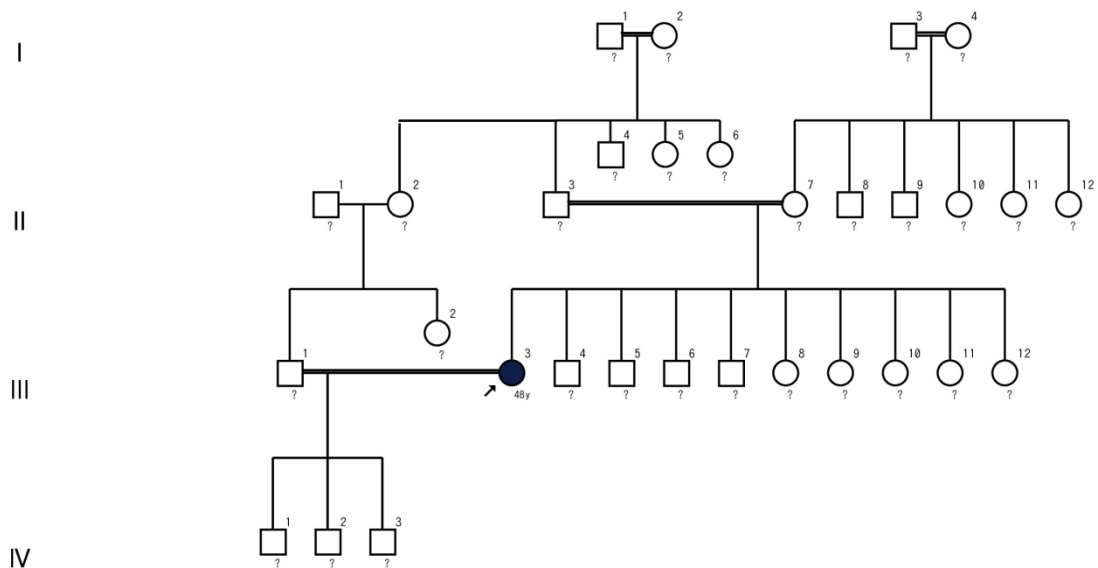 1 2 3 4
I
? ? ? ?
4 5 6
? ? ?
1 2 3 7 8 9 10 11 12
II
? ? ? ? ? ? ? ? ?
2
?
1 3 4 5 6 7 8 9 10 11 12
III
? 48y ? ? ? ? ? ? ? ? ?
1 2 3
IV
? ? ?